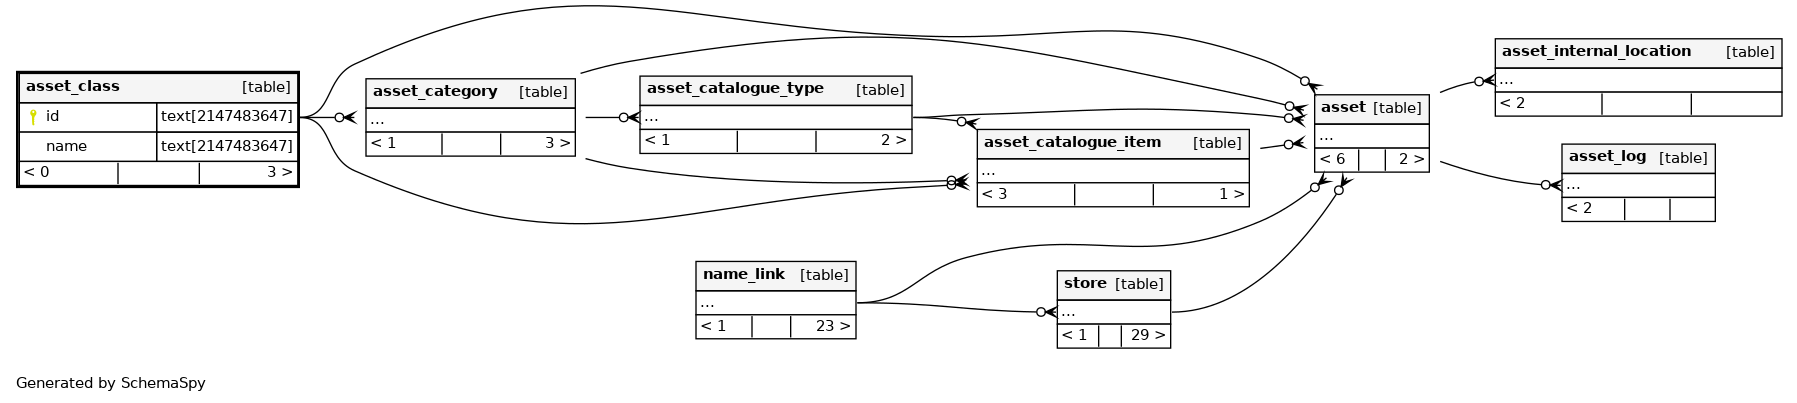 asset_class [table]
id text[2147483647]
name text[2147483647]
< 0 3 >
asset_category [table]
...
< 1 3 >
asset_catalogue_type [table]
...
< 1 2 >
asset_catalogue_item [table]
...
< 3 1 >
asset [table]
...
< 6 2 >
asset_internal_location [table]
...
< 2
asset_log [table]
...
< 2
name_link [table]
...
< 1 23 >
store [table]
...
< 1 29 >
Generated by SchemaSpy